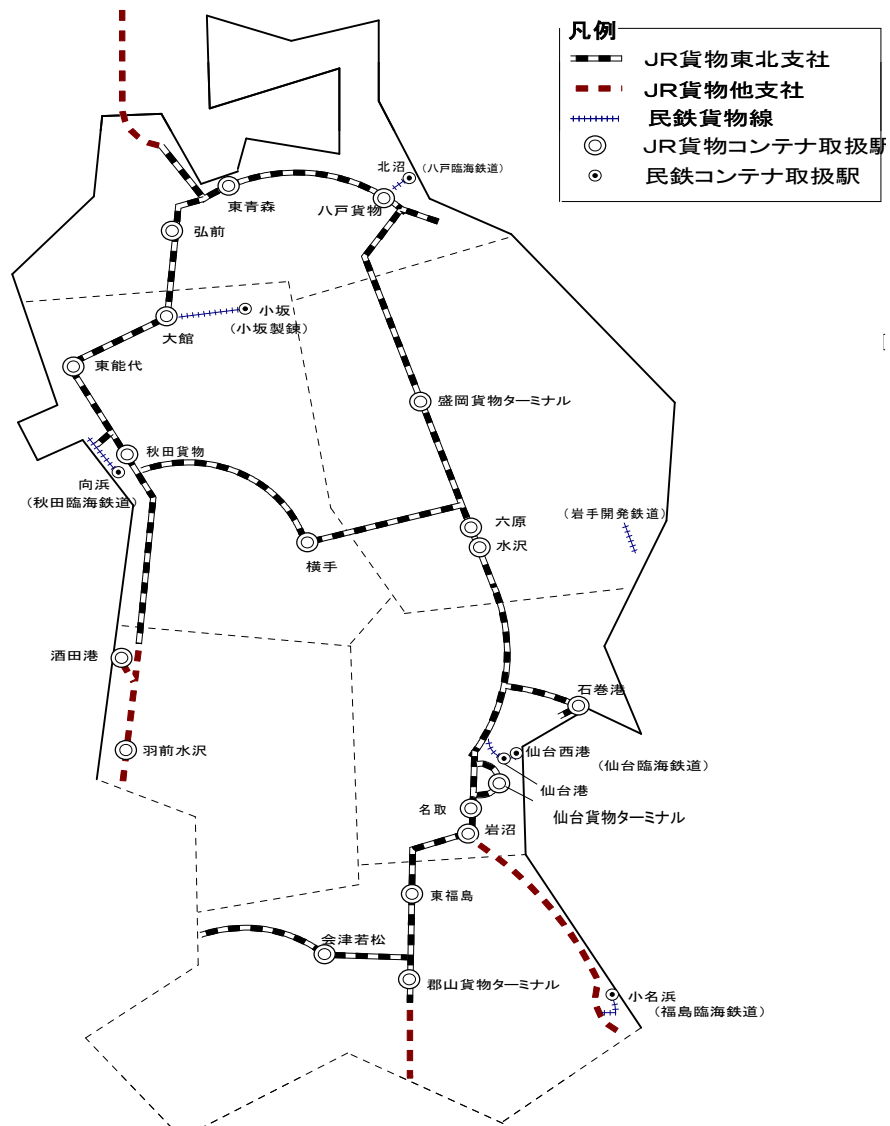 凡例
JR貨物東北支社
JR貨物他支社
民鉄貨物線
JR貨物コンテナ取扱駅
民鉄コンテナ取扱駅
北沼 (八戸臨海鉄道)
東青森
八戸貨物
弘前
小坂
(小坂製錬)
大館
東能代
盛岡貨物ターミナル
秋田貨物
向浜
(秋田臨海鉄道)
六原
(岩手開発鉄道)
水沢
横手
酒田港
石巻港
羽前水沢
仙台西港
(仙台臨海鉄道)
仙台港
名取
仙台貨物ターミナル
岩沼
東福島
会津若松
郡山貨物ターミナル
小名浜
(福島臨海鉄道)